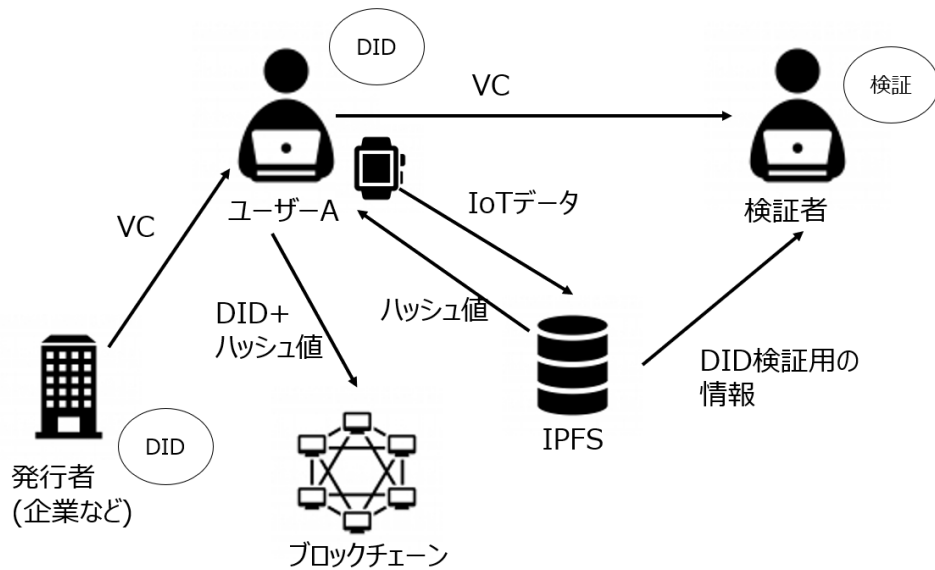 DID
VC
検証
ユーザーA
IoTデータ
検証者
VC
DID＋
ハッシュ値
ハッシュ値
DID検証用の
情報
IPFS
DID
発行者
(企業など)
ブロックチェーン